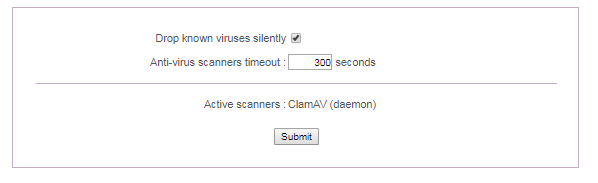 Drop known viruses silently
Anti-virus scanners timeout : 300 seconds
Active scanners : ClamAV (daemon)
Submit